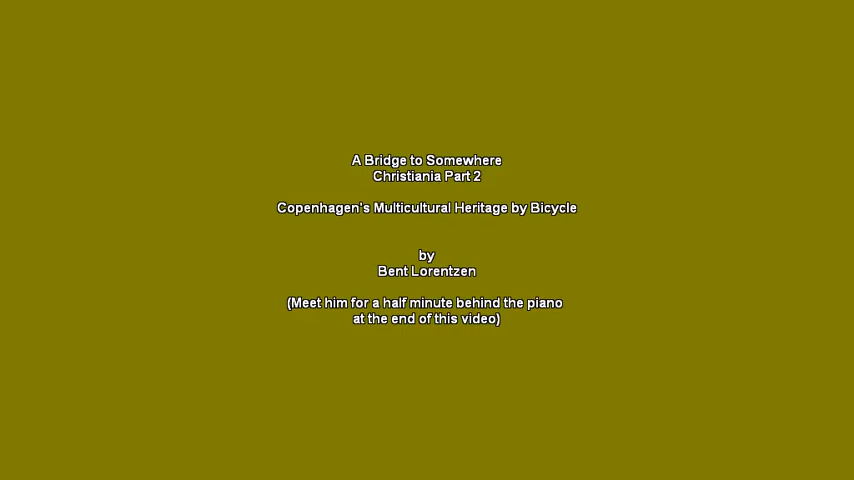 A Bridge to Somewhere
Christiania Part 2
Copenhagen's Multicultural Heritage by Bicycle
by
Bent Lorentzen
(Meet him for a half minute behind the piano
at the end of this video)